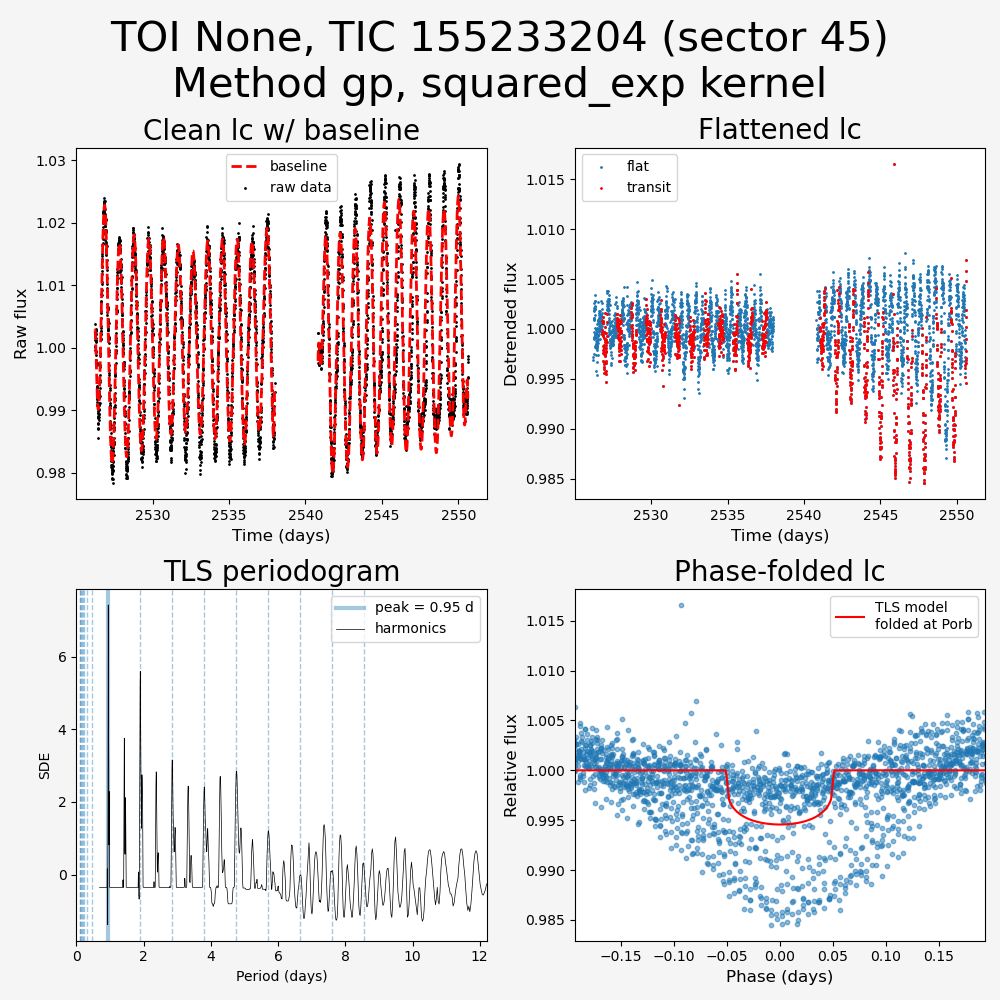 TOI None, TIC 155233204 (sector 45)
Method gp, squared_exp kernel
Clean lc w/ baseline
baseline
raw data
1.03
1.02
1.01
1.00
0.99
0.98
Raw flux
2530
2535
2540
2545
2550
Time (days)
Flattened lc
flat
transit
1.015
1.010
1.005
1.000
0.995
0.990
0.985
Detrended flux
2530
2535
2540
2545
2550
Time (days)
TLS periodogram
peak = 0.95 d
harmonics
6
4
2
0
SDE
0
2
4
6
8
10
12
Period (days)
Phase-folded lc
TLS model
folded at Porb
1.015
1.010
1.005
1.000
0.995
0.990
0.985
Relative flux
−0.15
−0.10
−0.05
0.00
0.05
0.10
0.15
Phase (days)